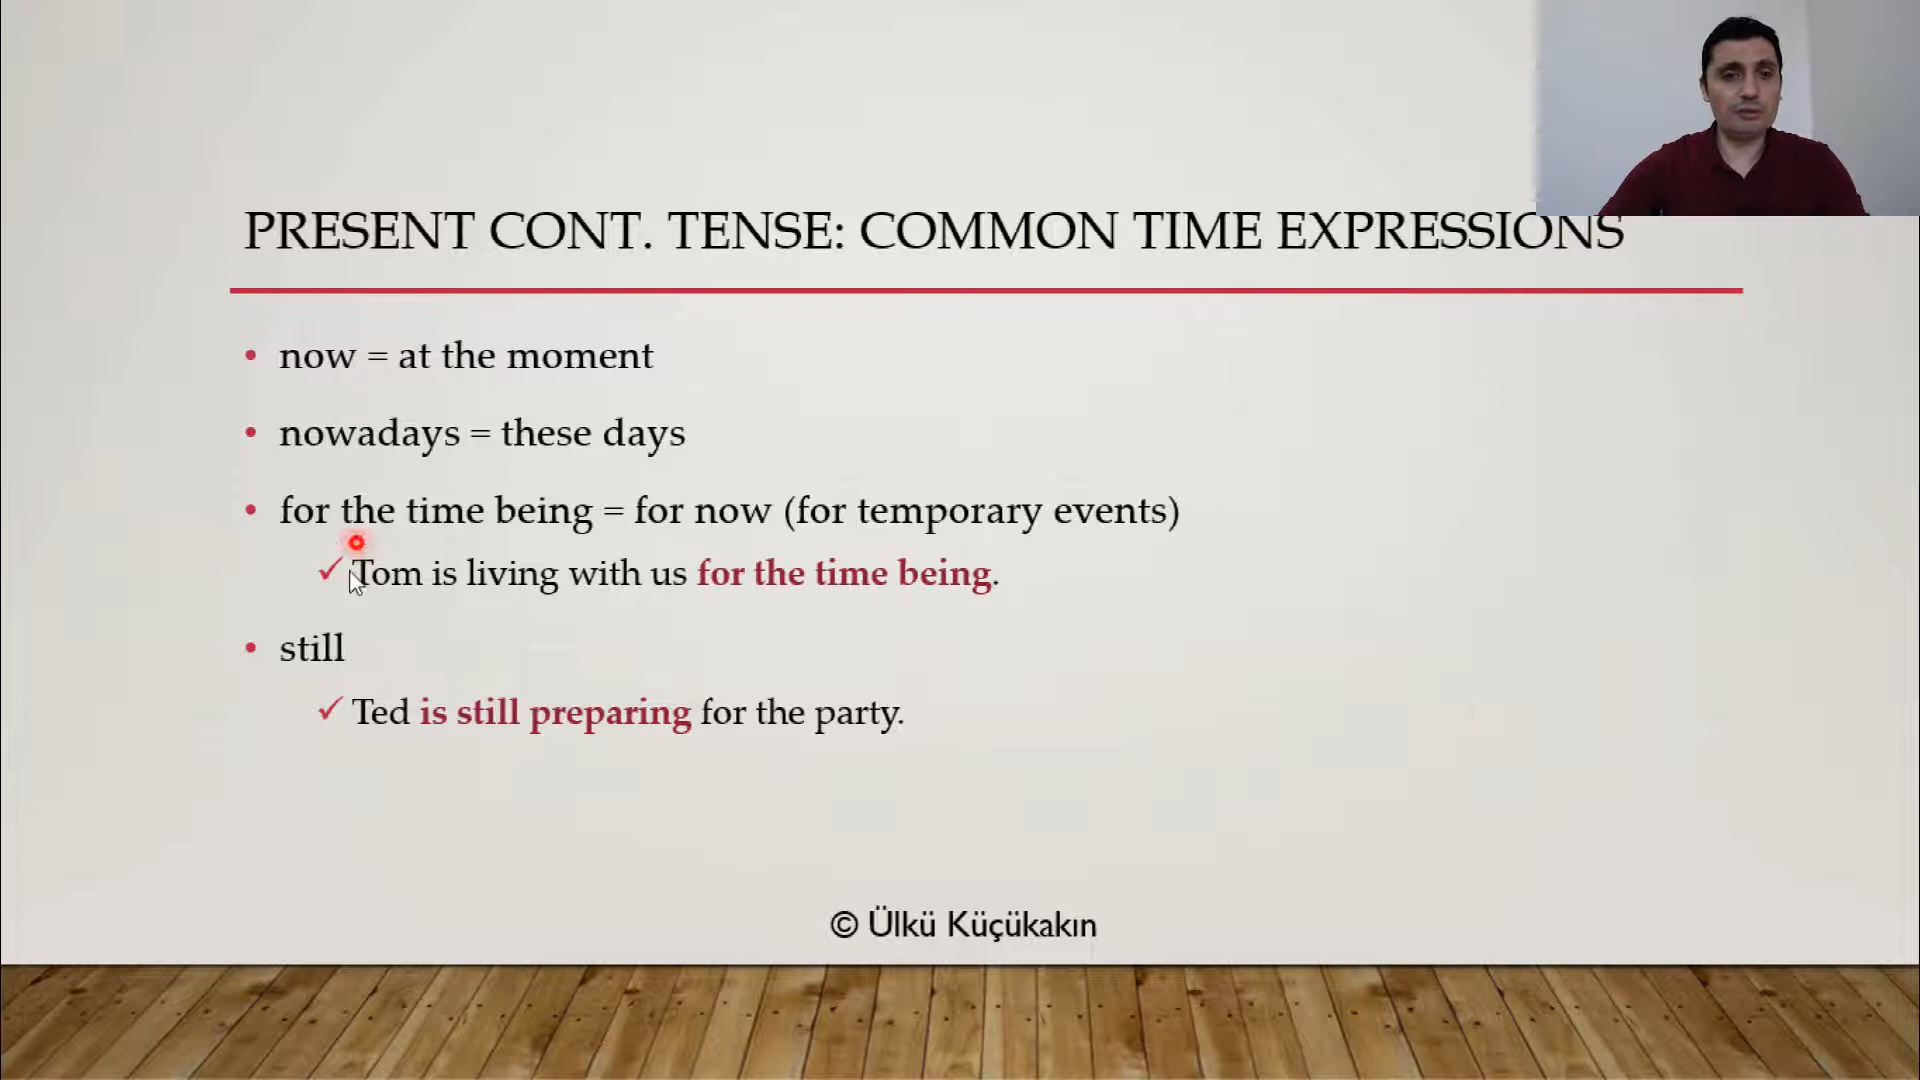 PRESENT CONT. TENSE: COMMON TIME EXPRESSIONS
• now = at the moment
• nowadays = these days
• for the time being = for now (for temporary events)
✓ Tom is living with us for the time being.
• still
✓ Ted is still preparing for the party.
© Ülkü Küçükakın